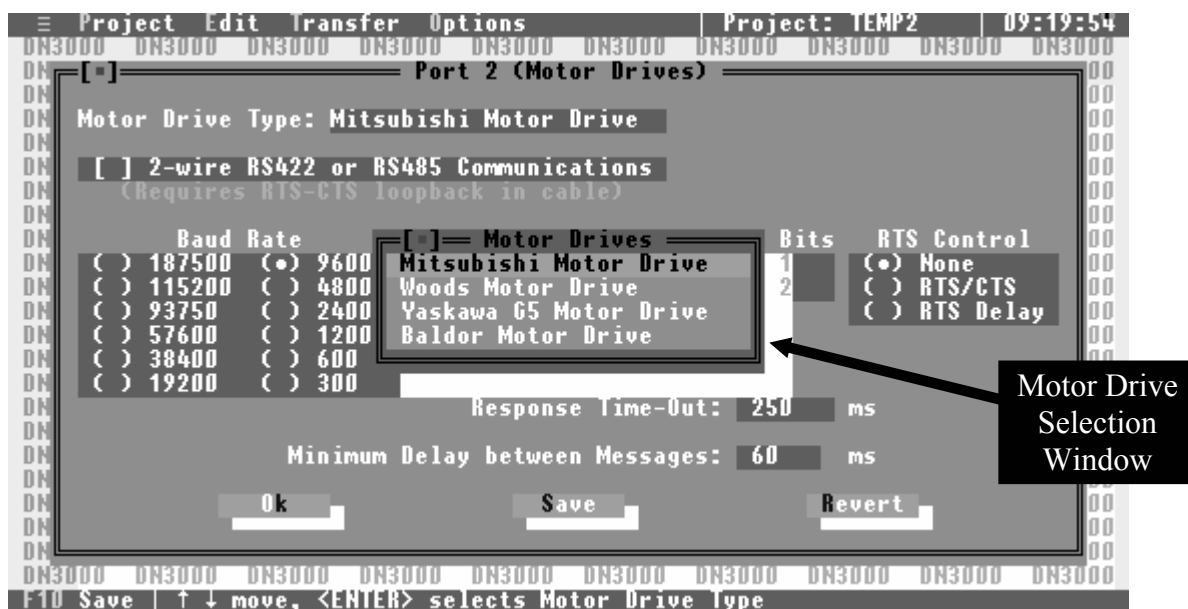 ≡ Project Edit Transfer Options | Project: TEMP2 | 09:19:54
DN3000 DN3000 DN3000 DN3000 DN3000 DN3000 DN3000 DN3000 DN3000 DN3000
[▪] Port 2 (Motor Drives)
Motor Drive Type: Mitsubishi Motor Drive
[ ] 2-wire RS422 or RS485 Communications
(Requires RTS-CTS loopback in cable)
Baud Rate
( ) 187500 (•) 9600
( ) 115200 ( ) 4800
( ) 93750 ( ) 2400
( ) 57600 ( ) 1200
( ) 38400 ( ) 600
( ) 19200 ( ) 300
[▪] Motor Drives
Mitsubishi Motor Drive
Woods Motor Drive
Yaskawa G5 Motor Drive
Baldor Motor Drive
Bits
1
2
RTS Control
(•) None
( ) RTS/CTS
( ) RTS Delay
Motor Drive
Selection
Window
Response Time-Out: 250 ms
Minimum Delay between Messages: 60 ms
Ok Save Revert
DN3000 DN3000 DN3000 DN3000 DN3000 DN3000 DN3000 DN3000 DN3000 DN3000
F10 Save | ↑ ↓ move, <ENTER> selects Motor Drive Type